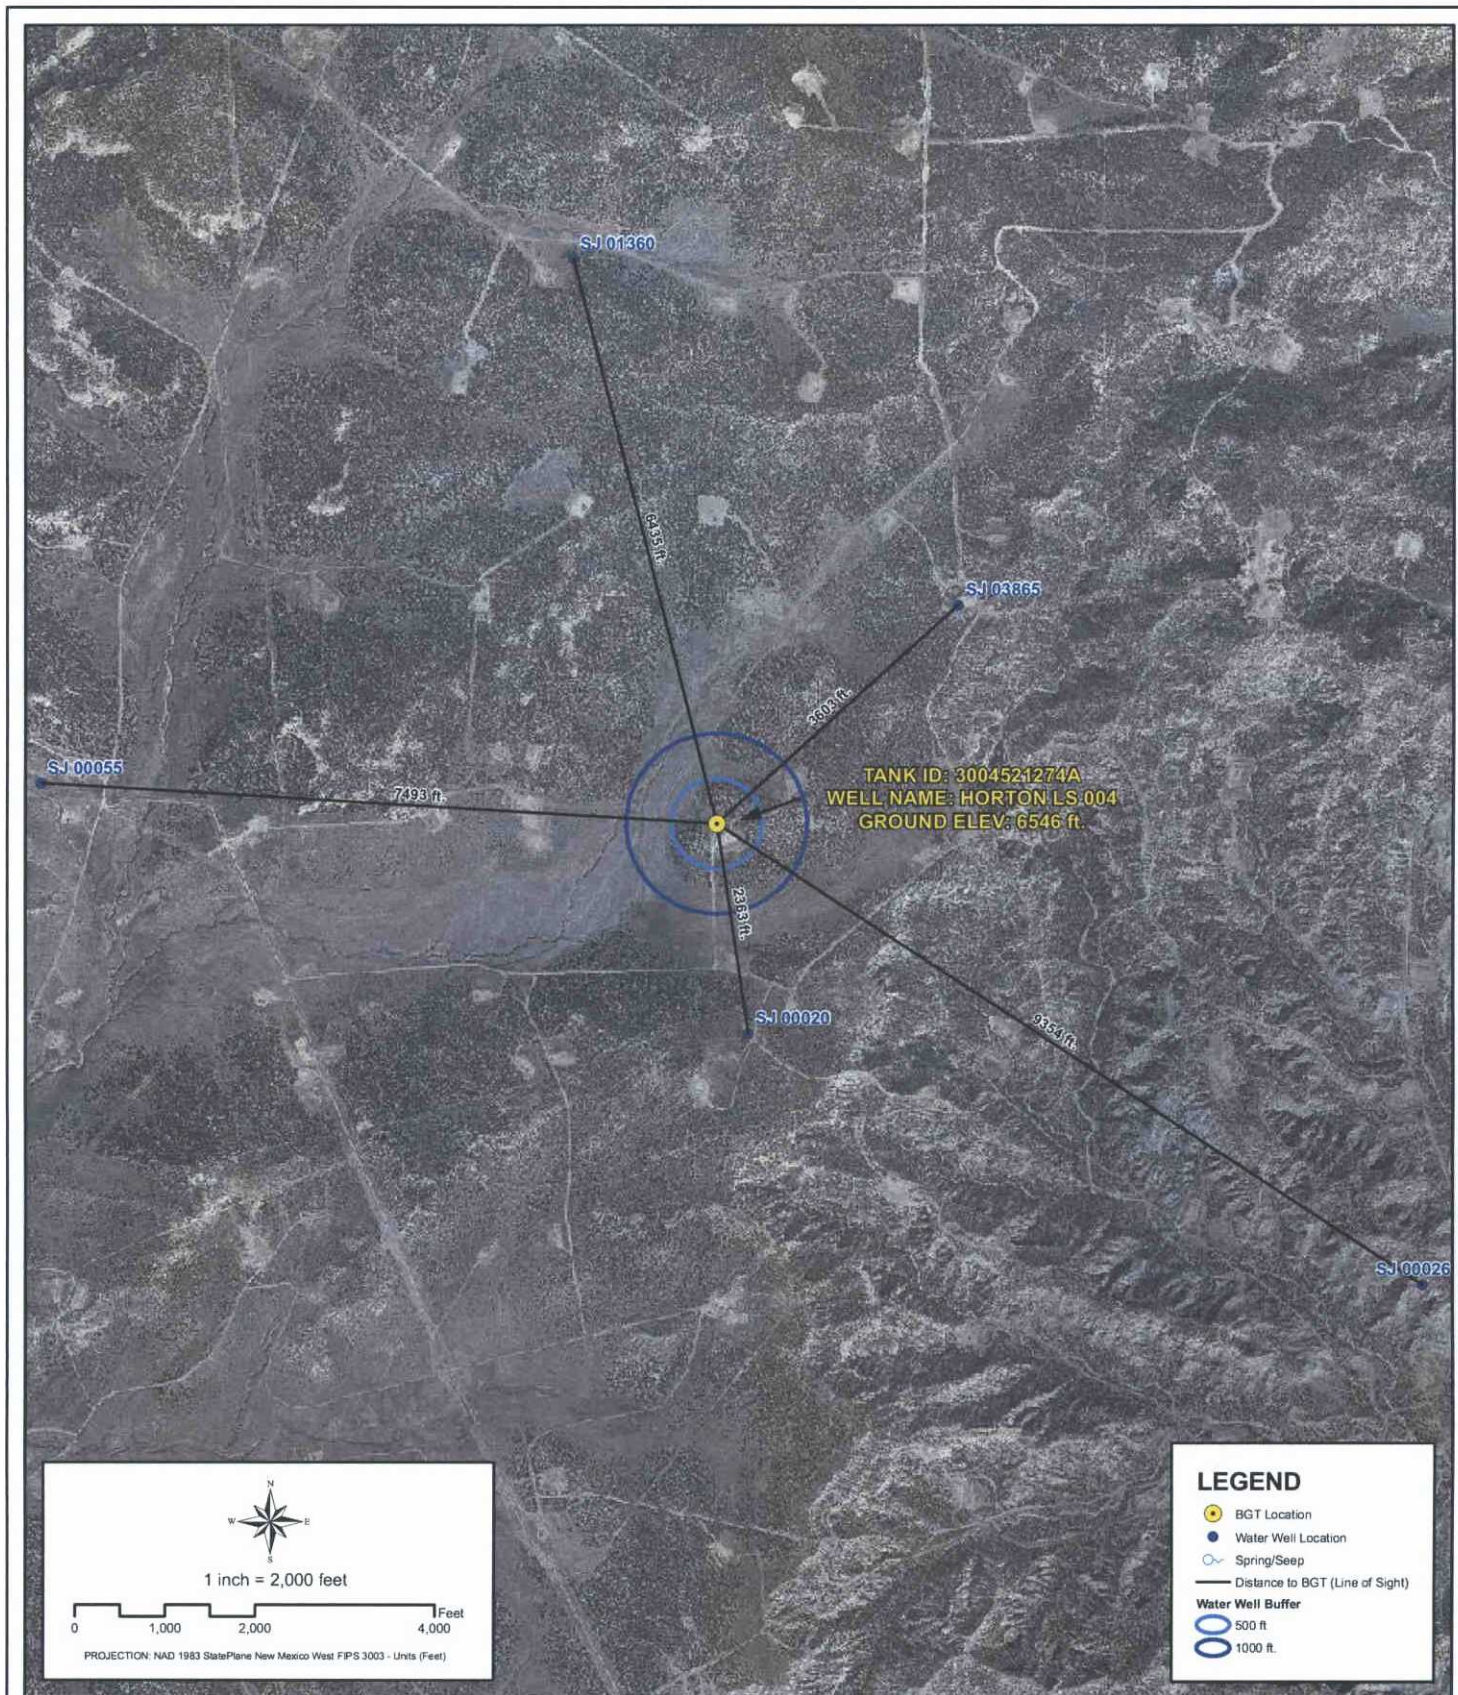 SJ 01360
6435 ft.
SJ 03865
3603 ft.
SJ 00055
7493 ft.
TANK ID: 3004521274A
WELL NAME: HORTON LS 004
GROUND ELEV: 6546 ft.
2363 ft.
SJ 00020
9354 ft.
SJ 00026
N
W E
S
1 inch = 2,000 feet
Feet
0 1,000 2,000 4,000
PROJECTION: NAD 1983 StatePlane New Mexico West FIPS 3003 - Units (Feet)
LEGEND
BGT Location
Water Well Location
Spring/Seep
Distance to BGT (Line of Sight)
Water Well Buffer
500 ft
1000 ft.